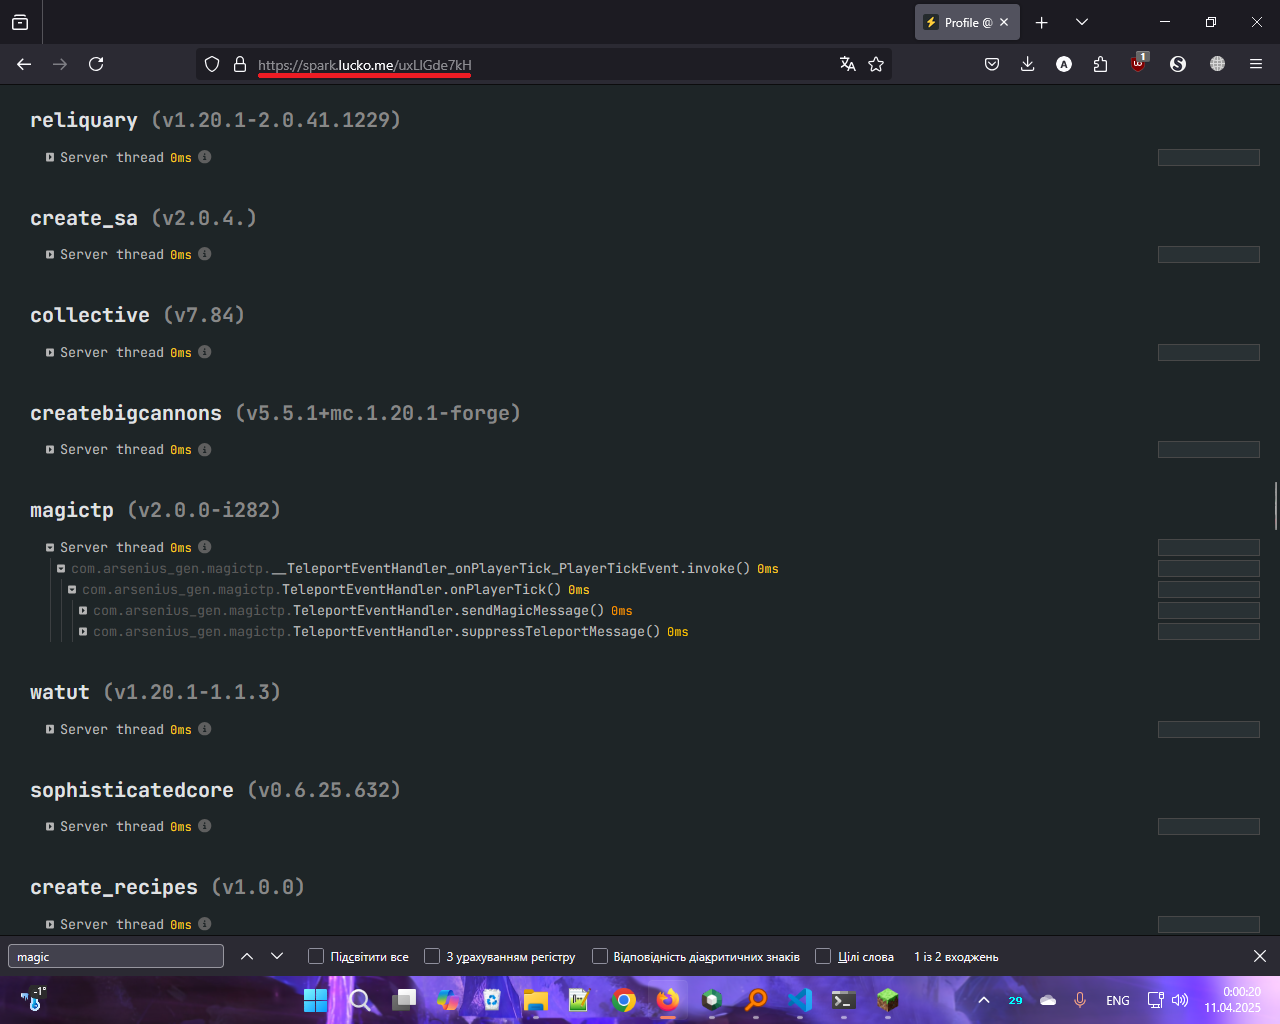 Profile @
https://spark.lucko.me/uxLlGde7kH
1
reliquary (v1.20.1-2.0.41.1229)
Server thread 0ms
create_sa (v2.0.4.)
Server thread 0ms
collective (v7.84)
Server thread 0ms
createbigcannons (v5.5.1+mc.1.20.1-forge)
Server thread 0ms
magictp (v2.0.0-i282)
Server thread 0ms
com.arsenius_gen.magictp.__TeleportEventHandler_onPlayerTick_PlayerTickEvent.invoke() 0ms
com.arsenius_gen.magictp.TeleportEventHandler.onPlayerTick() 0ms
com.arsenius_gen.magictp.TeleportEventHandler.sendMagicMessage() 0ms
com.arsenius_gen.magictp.TeleportEventHandler.suppressTeleportMessage() 0ms
watut (v1.20.1-1.1.3)
Server thread 0ms
sophisticatedcore (v0.6.25.632)
Server thread 0ms
create_recipes (v1.0.0)
Server thread 0ms
magic Підсвітити все З урахуванням регістру Відповідність діакритичних знаків Цілі слова 1 із 2 входжень
-1° 29 ENG 0:00:20
11.04.2025